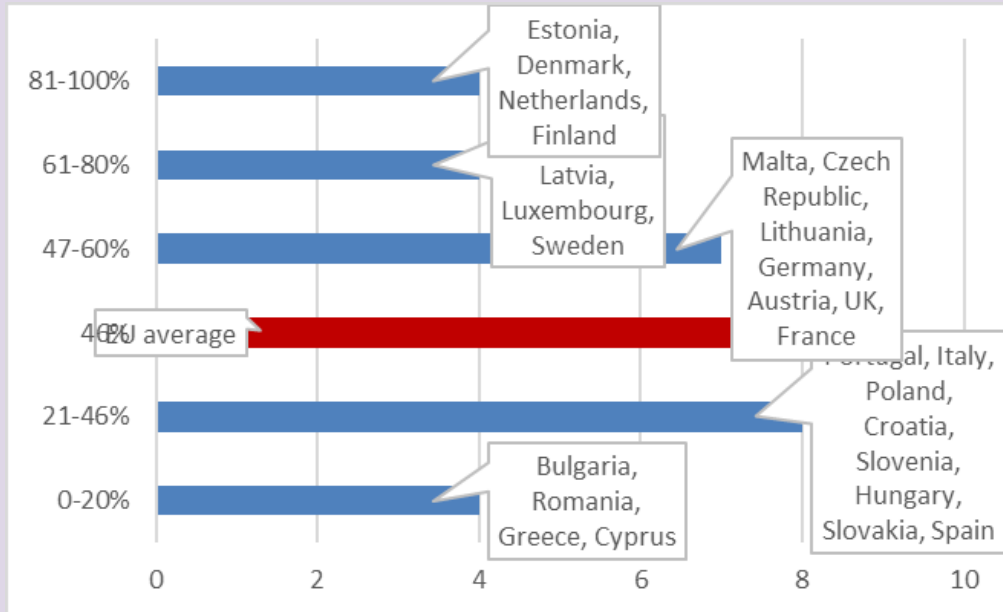 81-100%
Estonia,
Denmark,
Netherlands,
Finland
61-80%
Latvia,
Luxembourg,
Sweden
47-60%
Malta, Czech
Republic,
Lithuania,
Germany,
Austria, UK,
France
46%
EU average
21-46%
Portugal, Italy,
Poland,
Croatia,
Slovenia,
Hungary,
Slovakia, Spain
0-20%
Bulgaria,
Romania,
Greece, Cyprus
0 2 4 6 8 10